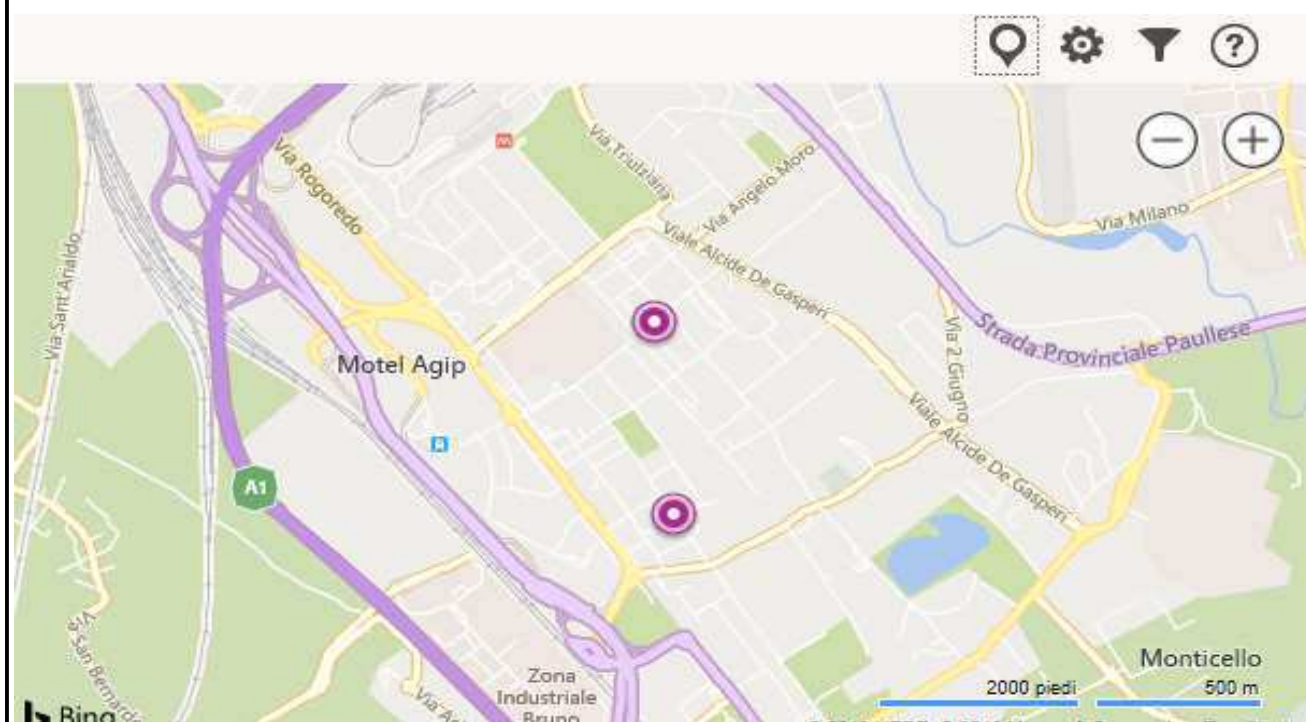 ?
Via Rogoredo
Via Triulziana
Via Angelo Moro
Viale Alcide De Gasperi
Via Milano
Via Sant'Arialdo
Strada Provinciale Paullese
Via 2 Giugno
Motel Agip
Viale Alcide De Gasperi
A1
Via San Bernardo
Monticello
Zona
Industriale
Bruno
2000 piedi
500 m
Bing